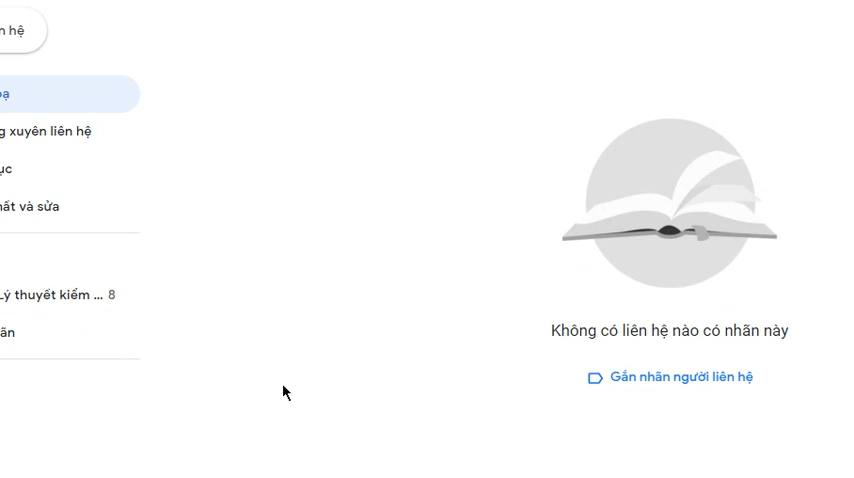 n hệ
oạ
g xuyên liên hệ
ục
hất và sửa
Lý thuyết kiểm ... 8
ãn
Không có liên hệ nào có nhãn này
Gắn nhãn người liên hệ